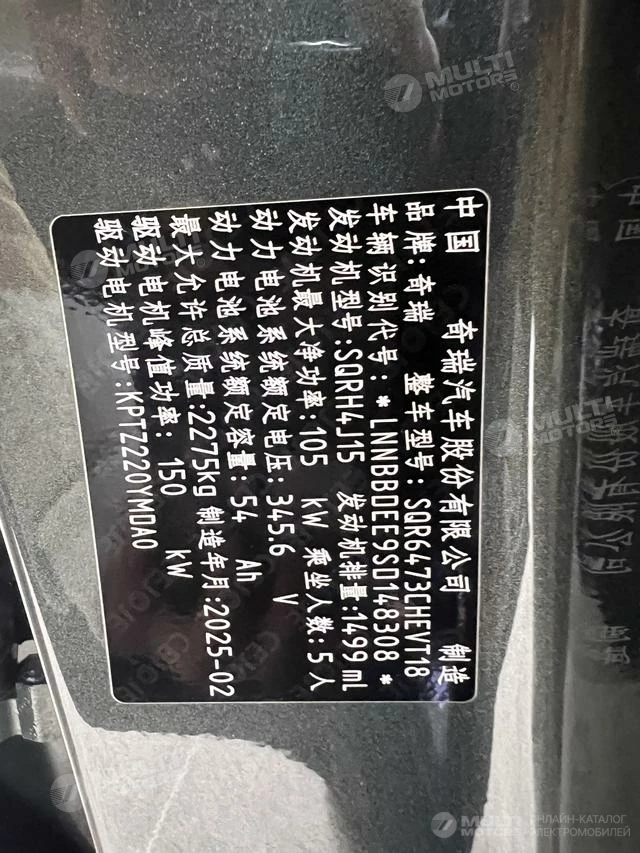 中国 奇瑞汽车股份有限公司 制造
品牌:奇瑞 整车型号:SQR6473CHEVT18
车辆识别代号:*LNNBBDEE9SD148308*
发动机型号:SQRH4J15 发动机排量:1499ml
发动机最大净功率:105 kW 乘坐人数:5人
动力电池系统额定电压:345.6 V
动力电池系统额定容量:54 Ah
最大允许总质量:2275kg 制造年月:2025-02
驱动电机峰值功率:150 kW
驱动电机型号:KPTZ220YMDA0
MULTI MOTORS
MULTI MOTORS
ОНЛАЙН-КАТАЛОГ
ЭЛЕКТРОМОБИЛЕЙ